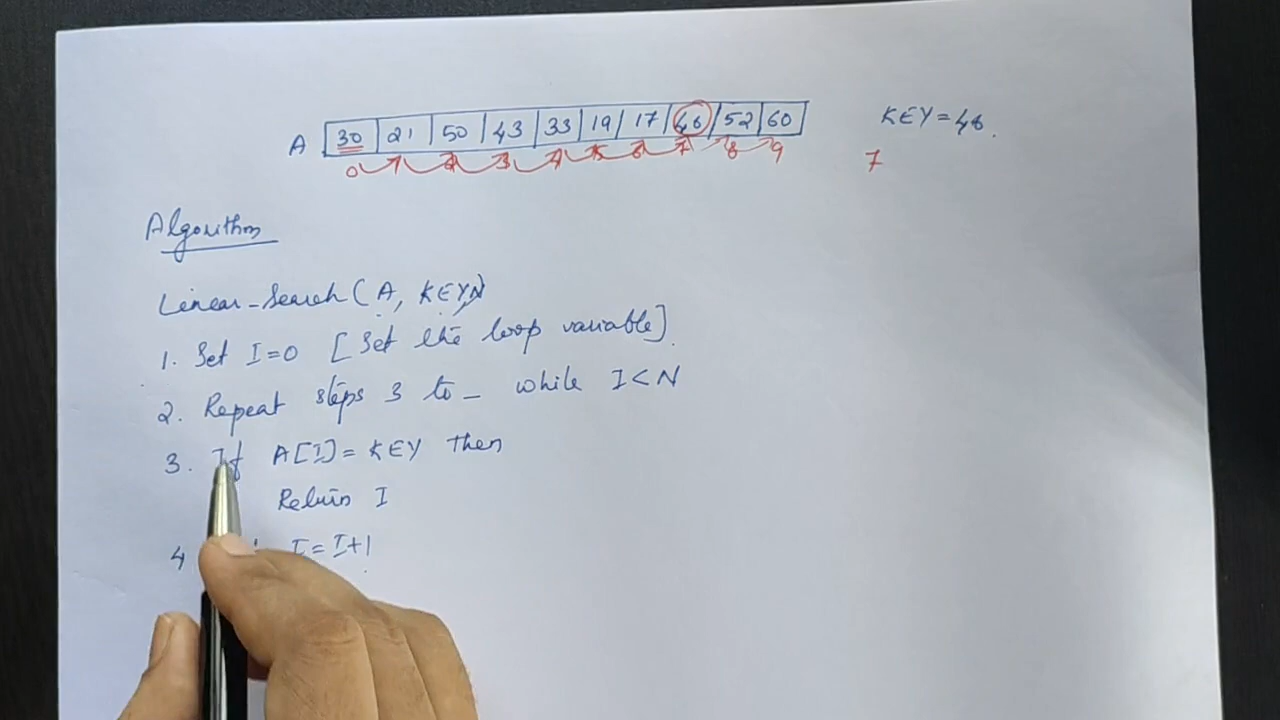 A 30 21 50 43 33 19 17 46 52 60 KEY=46.
0 1 2 3 4 5 6 7 8 9 7
Algorithm
Linear-Search(A, KEY,N)
1. Set I=0 [Set the loop variable].
2. Repeat steps 3 to _ while I<N
3. If A[I]=KEY then
Return I
4 I=I+1